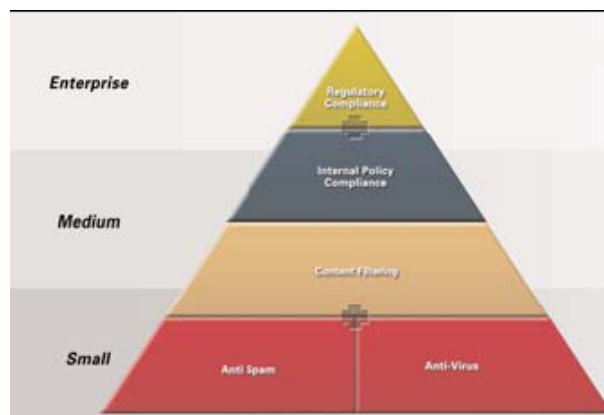 Enterprise
Regulatory
Compliance
Internal Policy
Compliance
Medium
Content Filtering
Small
Anti Spam
Anti-Virus